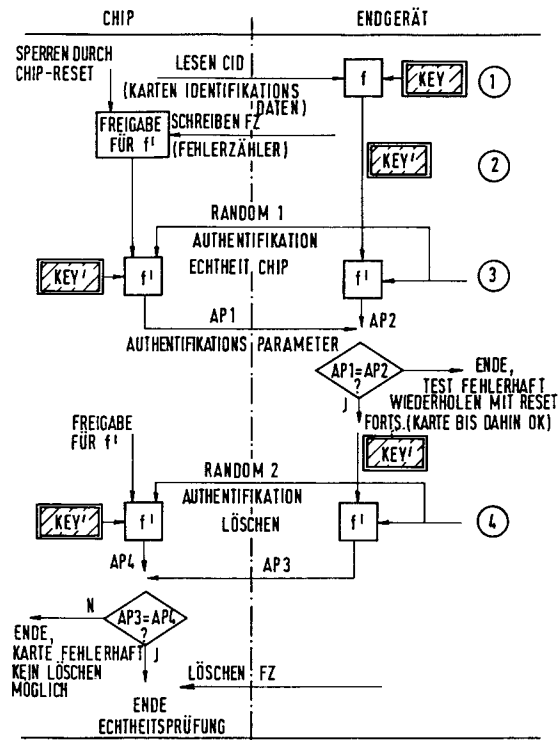 CHIP
ENDGERÄT
SPERREN DURCH
CHIP-RESET
LESEN CID
(KARTEN IDENTIFIKATIONS
DATEN)
f
KEY
1
FREIGABE
FÜR f'
SCHREIBEN FZ
(FEHLERZÄHLER)
KEY'
2
RANDOM 1
AUTHENTIFIKATION
ECHTHEIT CHIP
KEY'
f'
f'
3
AP1
AP2
AUTHENTIFIKATIONS PARAMETER
AP1=AP2
?
J
ENDE,
TEST FEHLERHAFT
WIEDERHOLEN MIT RESET
FORTS.(KARTE BIS DAHIN OK)
FREIGABE
FÜR f'
KEY'
RANDOM 2
AUTHENTIFIKATION
LÖSCHEN
KEY'
f'
f'
4
AP4
AP3
N
AP3=AP4
?
J
ENDE,
KARTE FEHLERHAFT
KEIN LÖSCHEN
MÖGLICH
LÖSCHEN FZ
ENDE
ECHTHEITSPRÜFUNG